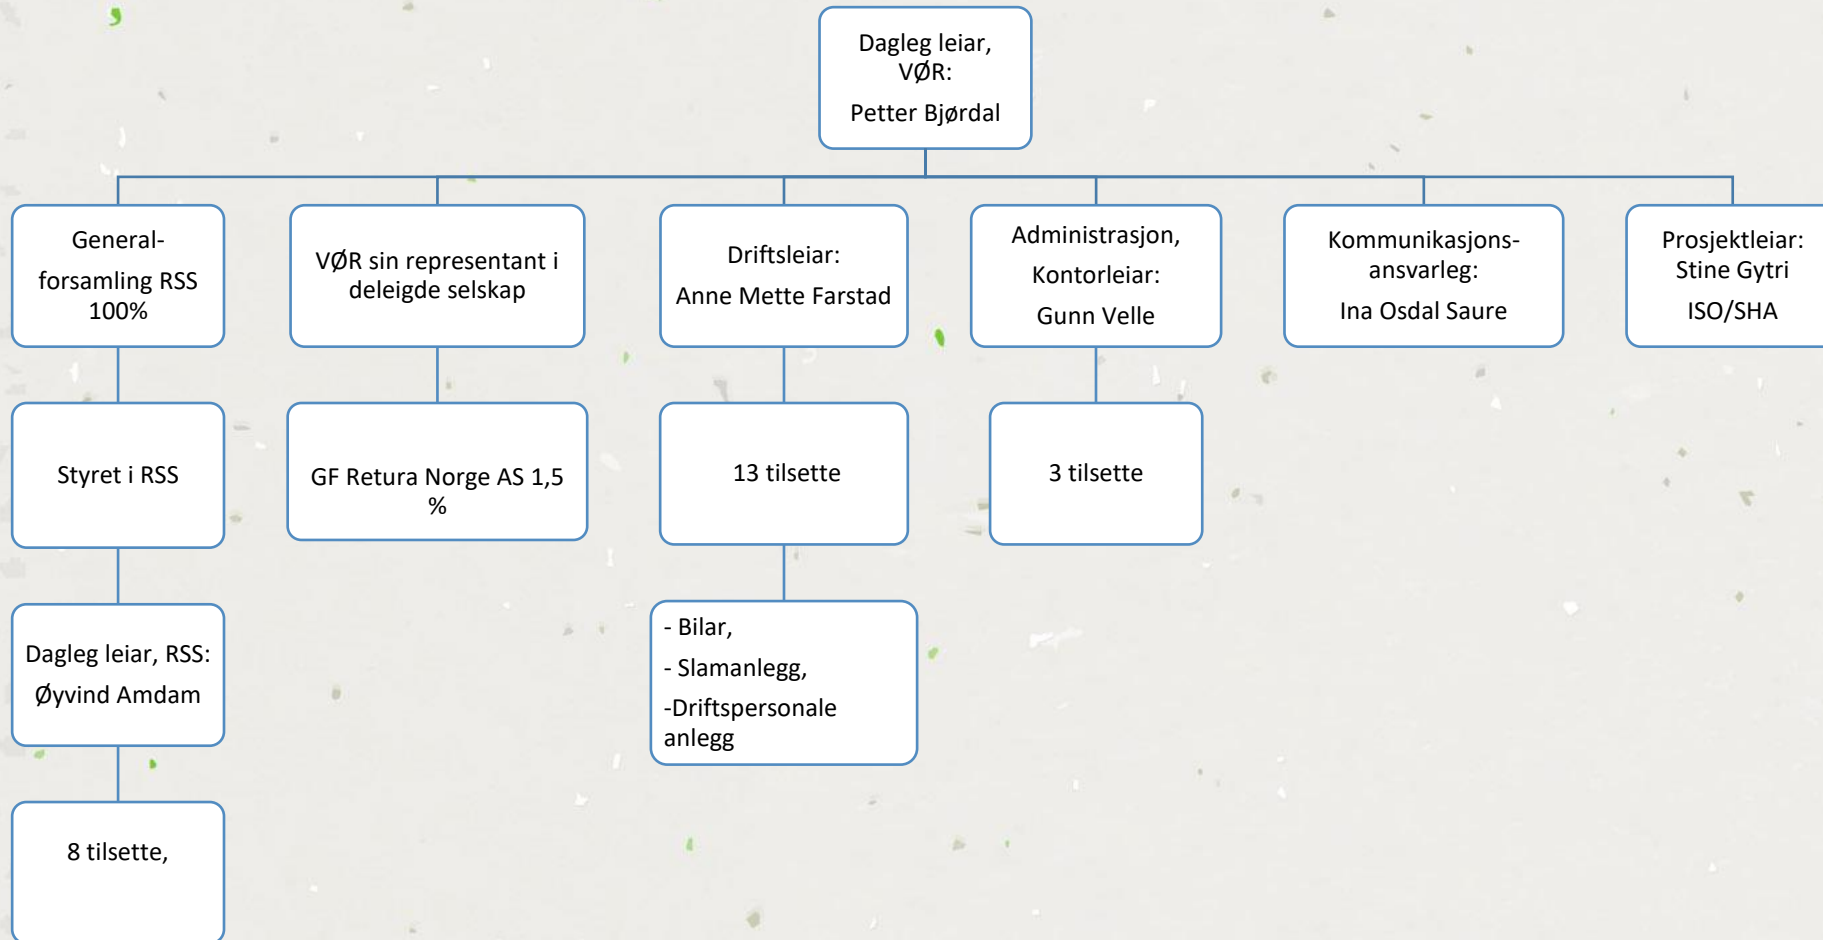 Dagleg leiar,
VØR:
Petter Bjørdal
General-
forsamling RSS
100%
VØR sin representant i
deleigde selskap
Driftsleiar:
Anne Mette Farstad
Administrasjon,
Kontorleiar:
Gunn Velle
Kommunikasjons-
ansvarleg:
Ina Osdal Saure
Prosjektleiar:
Stine Gytri
ISO/SHA
Styret i RSS
GF Retura Norge AS 1,5
%
13 tilsette
3 tilsette
Dagleg leiar, RSS:
Øyvind Amdam
- Bilar,
- Slamanlegg,
-Driftspersonale
anlegg
8 tilsette,